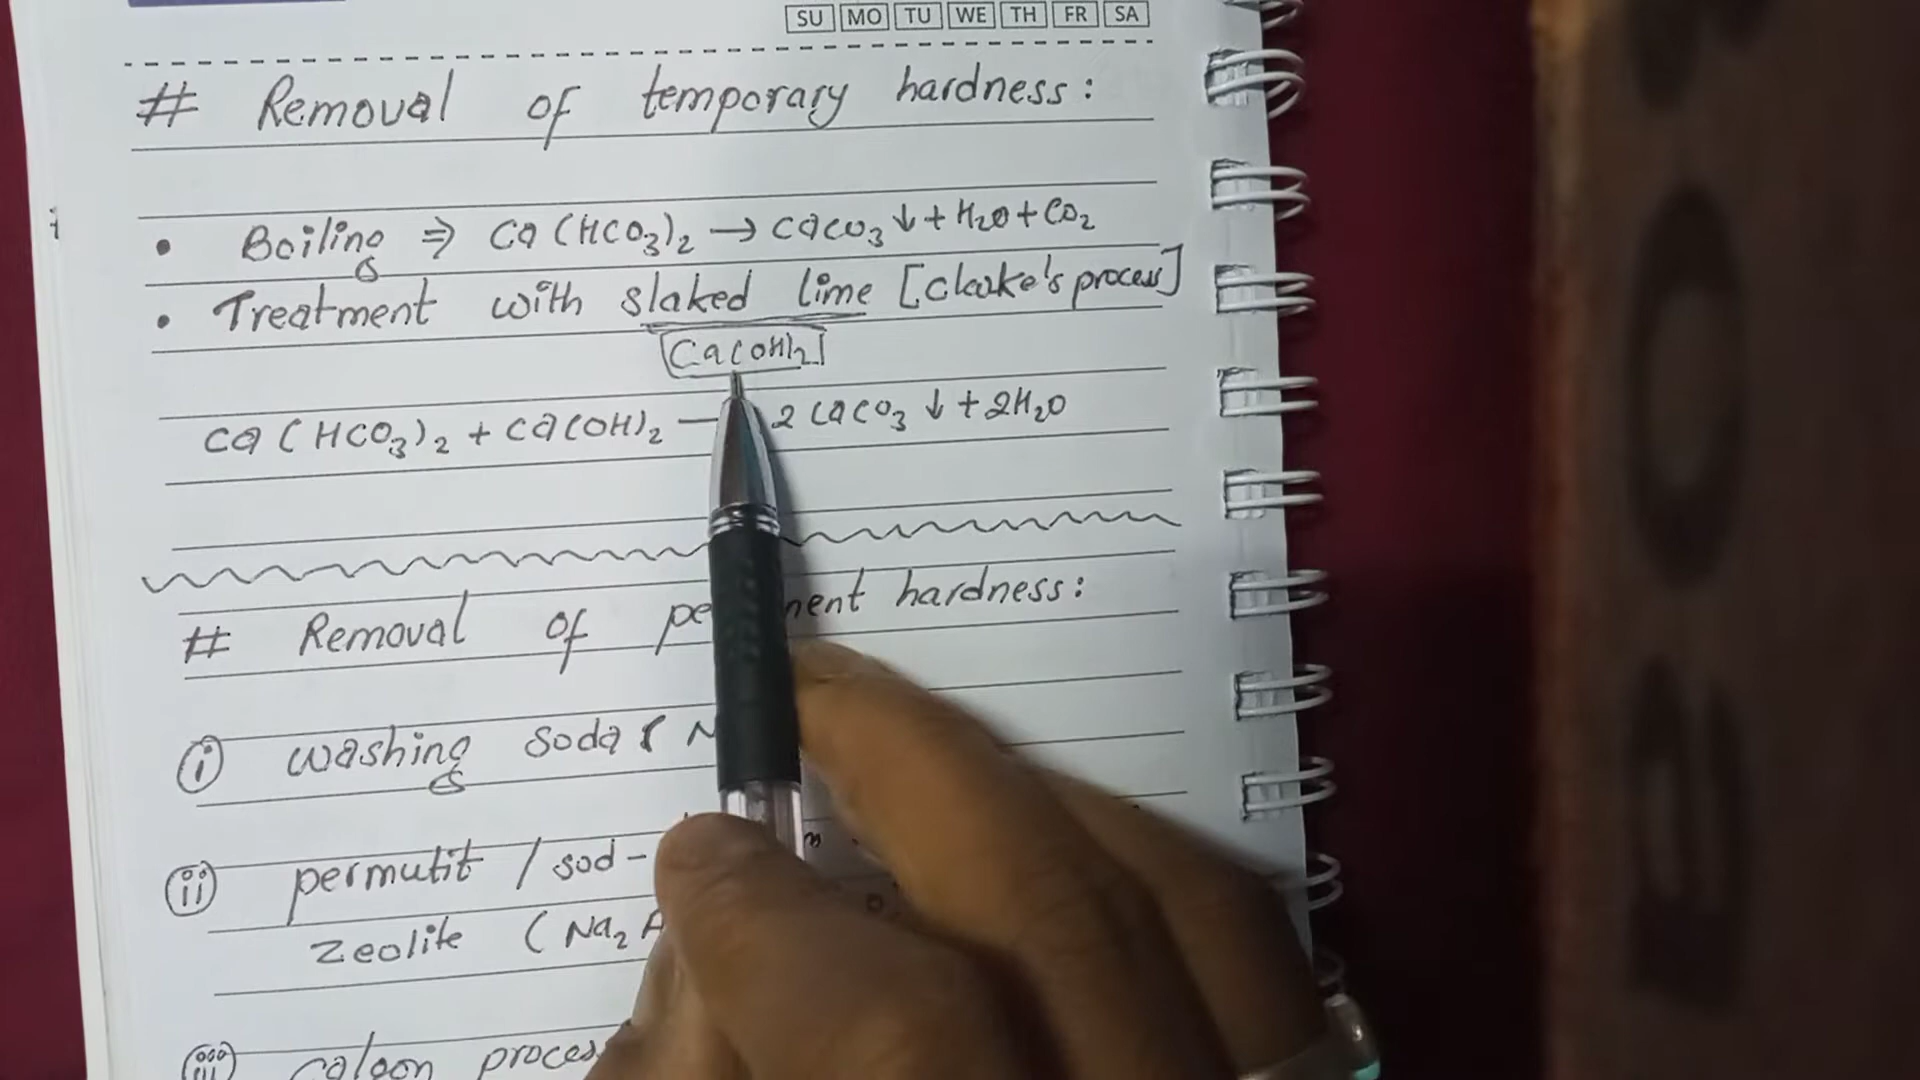 SU MO TU WE TH FR SA
# Removal of temporary hardness:
• Boiling ⇒ Ca(HCO3)2 → CaCO3↓ + H2O + CO2
• Treatment with slaked lime [Clarke's process]
[Ca(OH)2]
Ca(HCO3)2 + Ca(OH)2 — 2CaCO3↓ + 2H2O
# Removal of pe nent hardness:
(i) washing soda ( N
(ii) permutit / sod-
Zeolite (Na2 A
(iii) calgon process